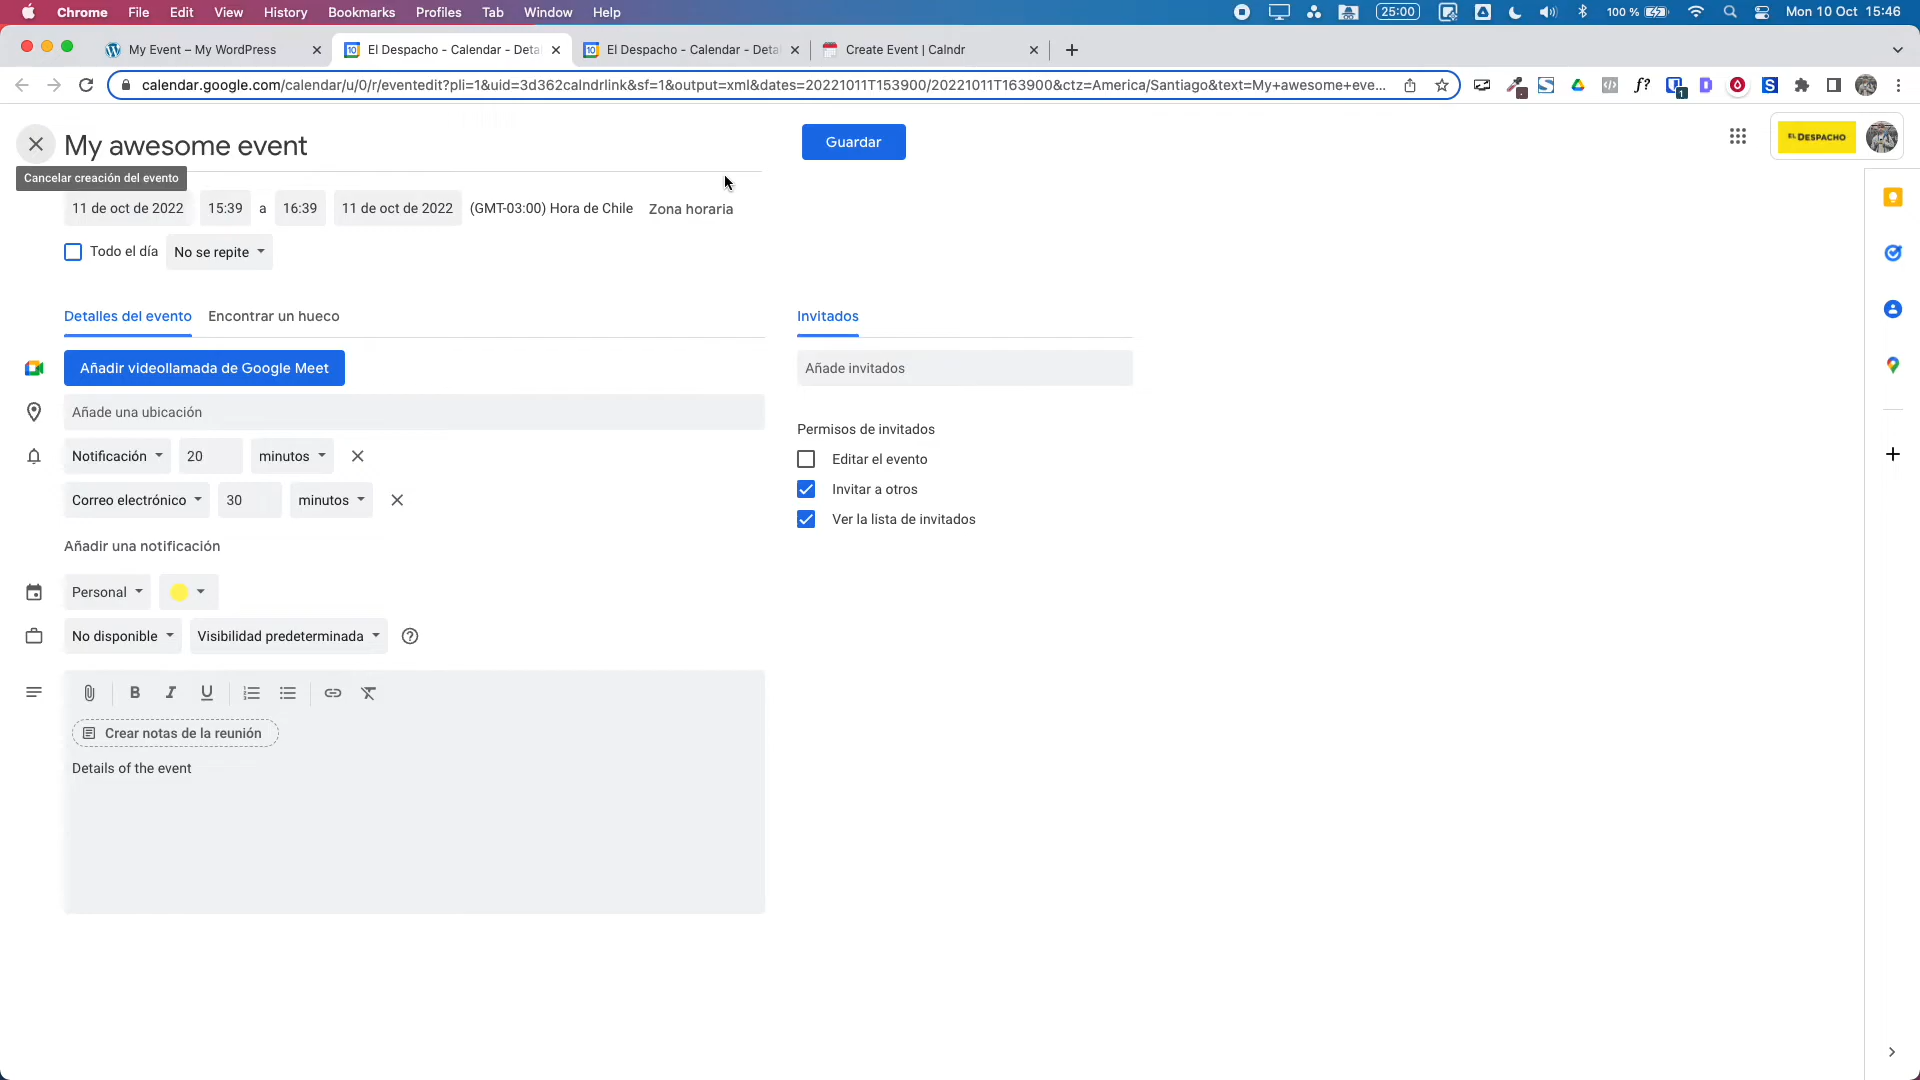 Chrome File Edit View History Bookmarks Profiles Tab Window Help 25:00 100 % Mon 10 Oct 15:46
My Event – My WordPress El Despacho - Calendar - Deta El Despacho - Calendar - Deta Create Event | Calndr
calendar.google.com/calendar/u/0/r/eventedit?pli=1&uid=3d362calndrlink&sf=1&output=xml&dates=20221011T153900/20221011T163900&ctz=America/Santiago&text=My+awesome+eve...
My awesome event
Guardar
EL DESPACHO
Cancelar creación del evento
11 de oct de 2022 15:39 a 16:39 11 de oct de 2022 (GMT-03:00) Hora de Chile Zona horaria
Todo el día No se repite
Detalles del evento Encontrar un hueco
Invitados
Añadir videollamada de Google Meet
Añade invitados
Añade una ubicación
Permisos de invitados
Notificación 20 minutos
Editar el evento
Invitar a otros
Correo electrónico 30 minutos
Ver la lista de invitados
Añadir una notificación
Personal
No disponible Visibilidad predeterminada
B I U
Crear notas de la reunión
Details of the event